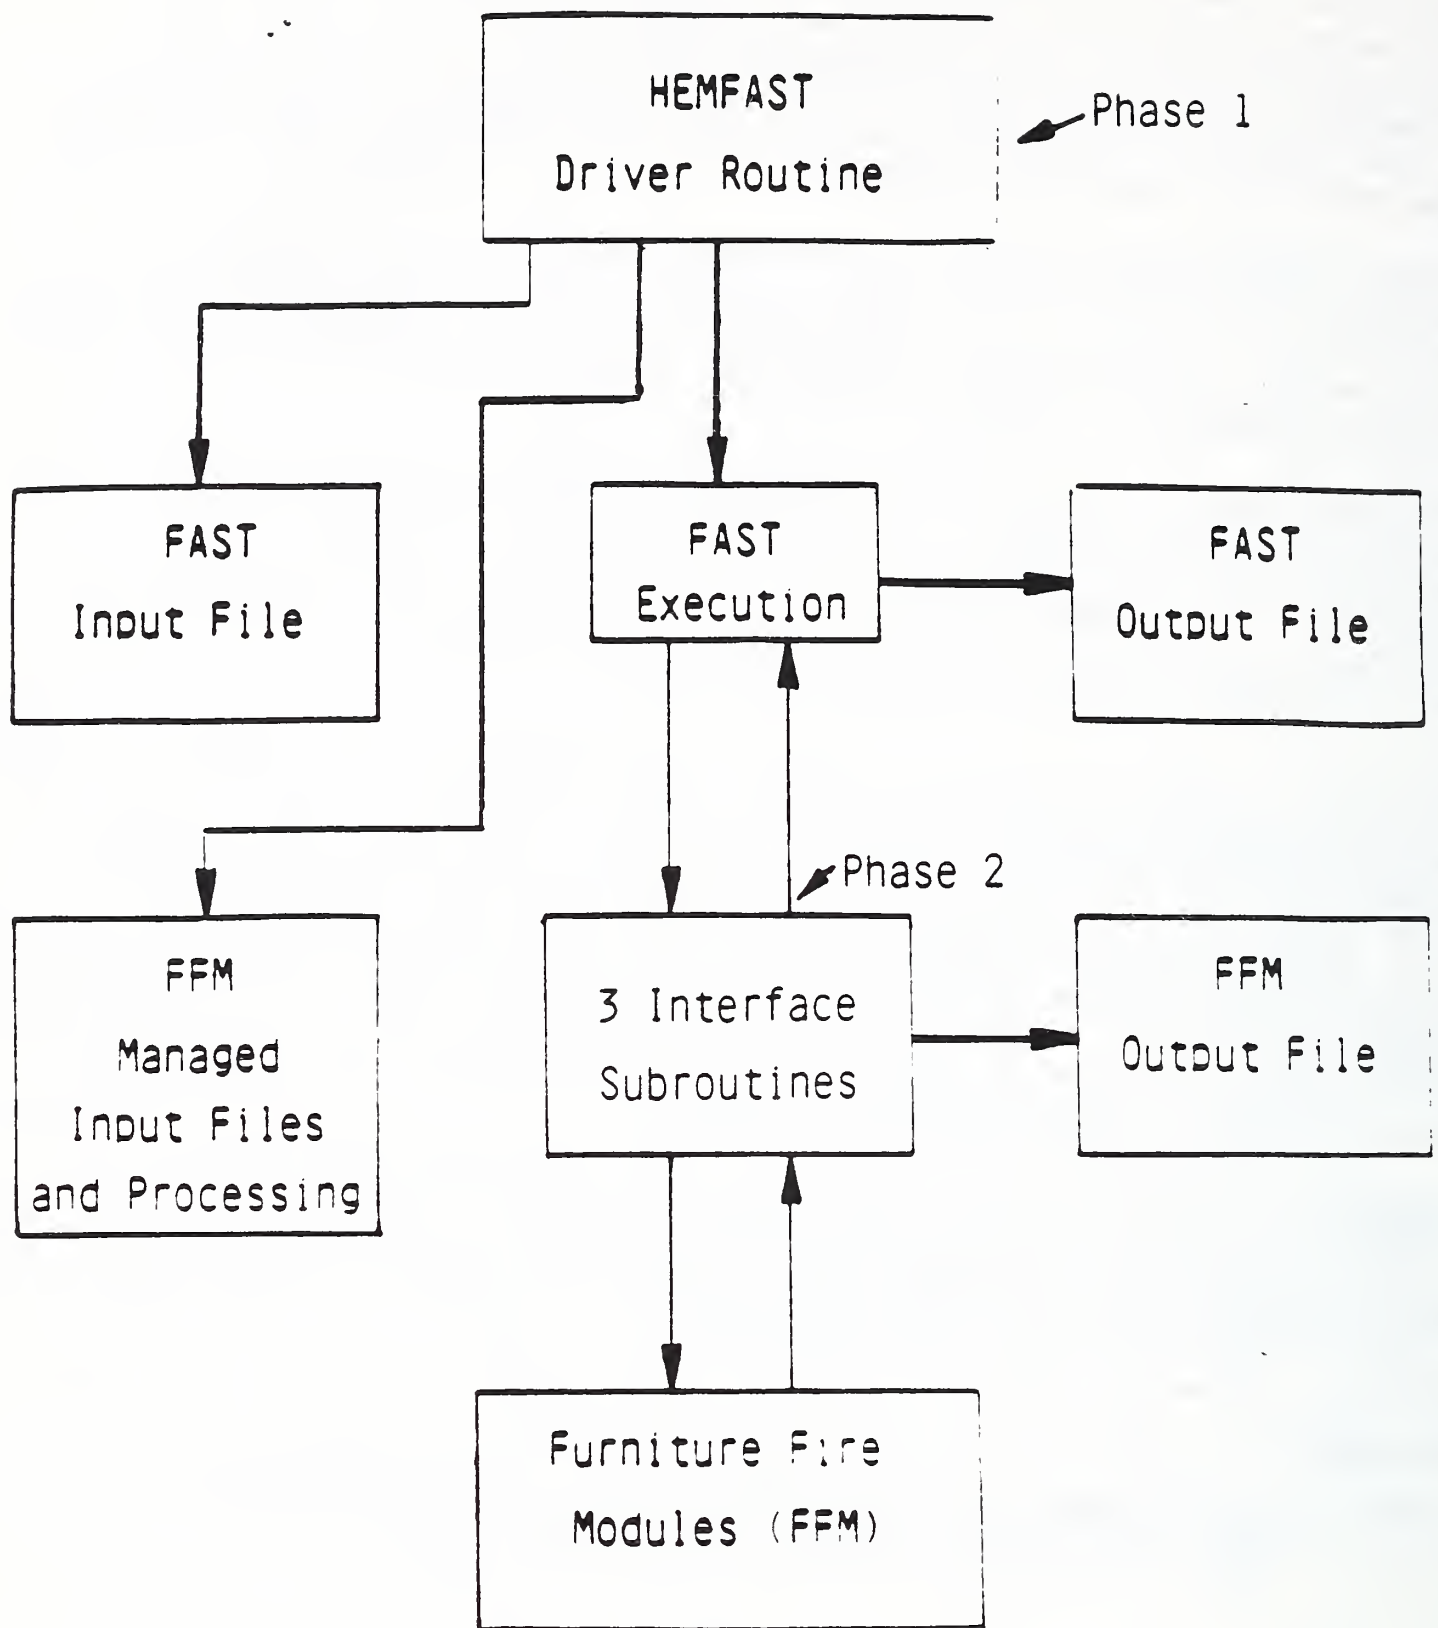 HEMFAST
Driver Routine
Phase 1
FAST
Input File
FAST
Execution
FAST
Output File
Phase 2
FFM
Managed
Input Files
and Processing
3 Interface
Subroutines
FFM
Output File
Furniture Fire
Modules (FFM)